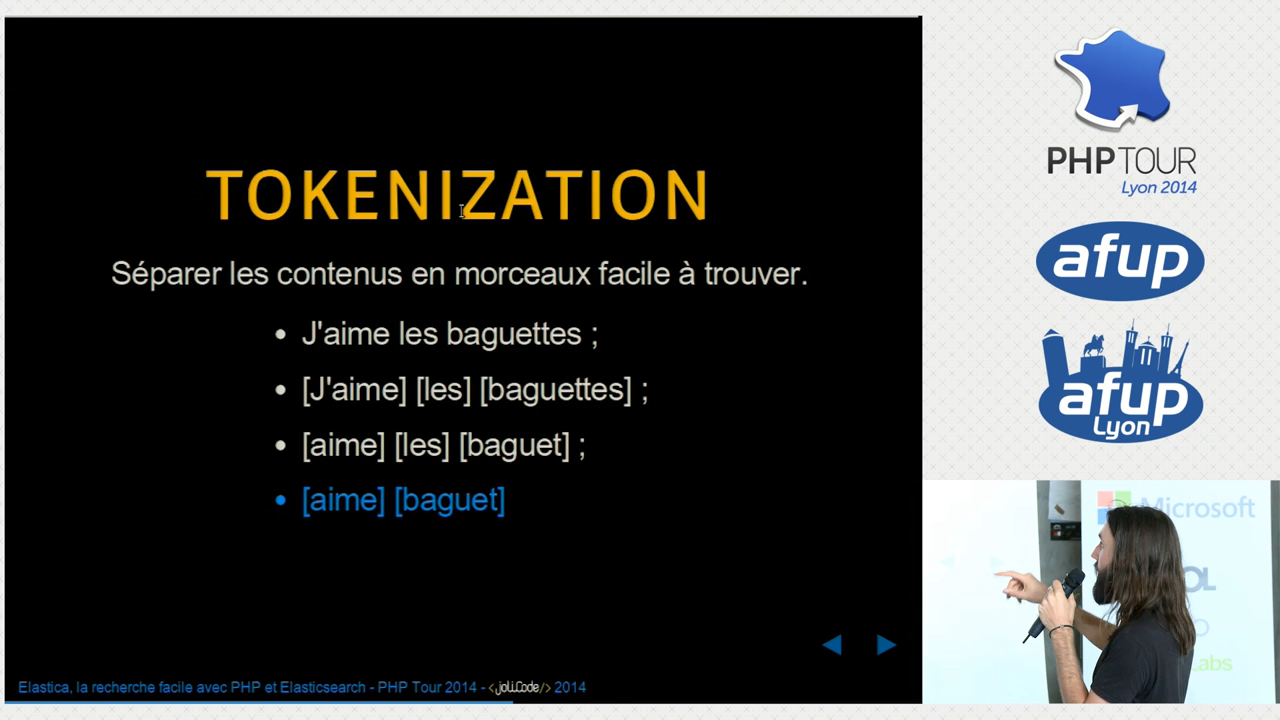 TOKENIZATION
Séparer les contenus en morceaux facile à trouver.
• J'aime les baguettes ;
• [J'aime] [les] [baguettes] ;
• [aime] [les] [baguet] ;
• [aime] [baguet]
Elastica, la recherche facile avec PHP et Elasticsearch - PHP Tour 2014 - <JoliCode/> 2014
PHPTOUR
Lyon 2014
afup
afup
Lyon
Microsoft
Labs